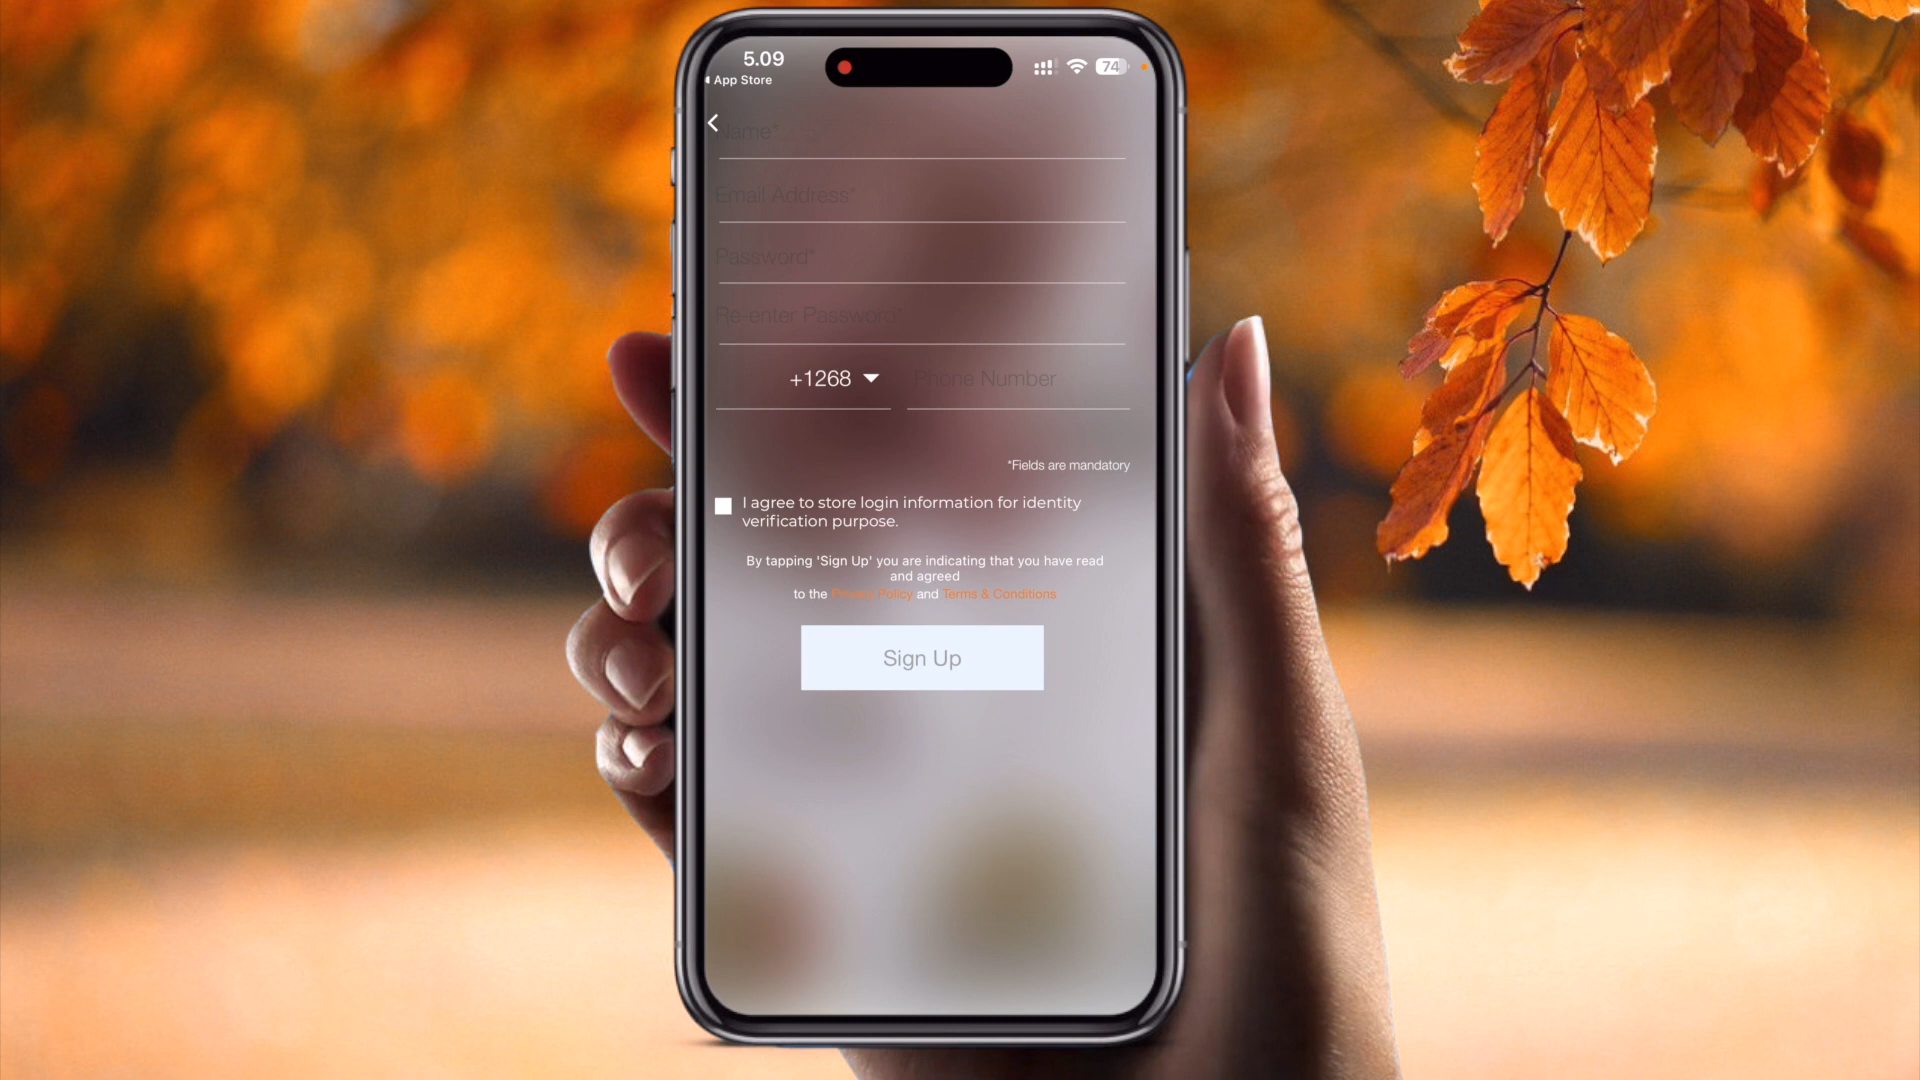 5.09
App Store
74
Name*
Email Address*
Password*
Re-enter Password*
+1268
Phone Number
*Fields are mandatory
I agree to store login information for identity
verification purpose.
By tapping 'Sign Up' you are indicating that you have read
and agreed
to the Privacy Policy and Terms & Conditions
Sign Up